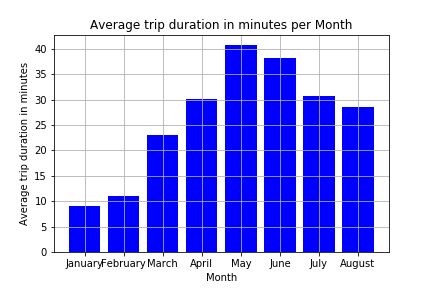 Average trip duration in minutes per Month
Average trip duration in minutes
40
35
30
25
20
15
10
5
0
January February March April May June July August
Month